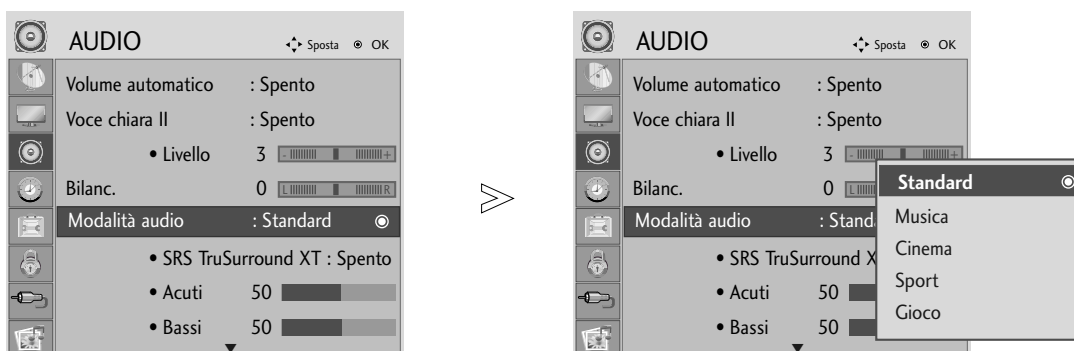 AUDIO Sposta OK
Volume automatico : Spento
Voce chiara II : Spento
• Livello 3 - +
Bilanc. 0 L R
Modalità audio : Standard
• SRS TruSurround XT : Spento
• Acuti 50
• Bassi 50
AUDIO Sposta OK
Volume automatico : Spento
Voce chiara II : Spento
• Livello 3 - +
Bilanc. 0 L
Modalità audio : Stand
• SRS TruSurround X
• Acuti 50
• Bassi 50
Standard
Musica
Cinema
Sport
Gioco